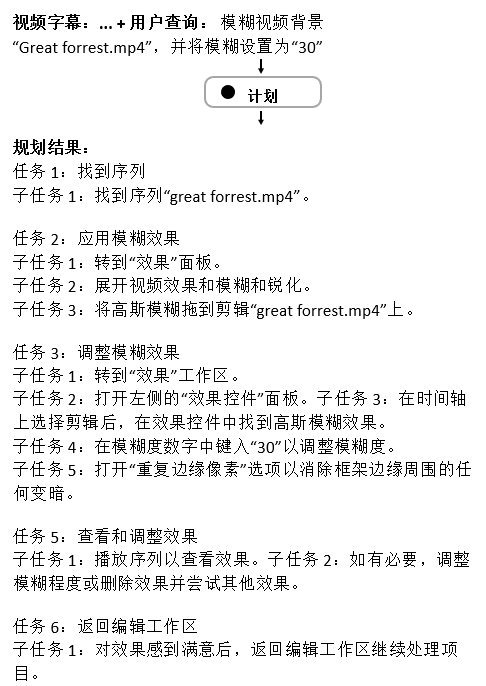 视频字幕：... + 用户查询： 模糊视频背景
“Great forrest.mp4”，并将模糊设置为“30”
计划
规划结果：
任务 1：找到序列
子任务 1：找到序列“great forrest.mp4”。
任务 2：应用模糊效果
子任务 1：转到“效果”面板。
子任务 2：展开视频效果和模糊和锐化。
子任务 3：将高斯模糊拖到剪辑“great forrest.mp4”上。
任务 3：调整模糊效果
子任务 1：转到“效果”工作区。
子任务 2：打开左侧的“效果控件”面板。子任务 3：在时间轴
上选择剪辑后，在效果控件中找到高斯模糊效果。
子任务 4：在模糊度数字中键入“30”以调整模糊度。
子任务 5：打开“重复边缘像素”选项以消除框架边缘周围的任
何变暗。
任务 5：查看和调整效果
子任务 1：播放序列以查看效果。子任务 2：如有必要，调整
模糊程度或删除效果并尝试其他效果。
任务 6：返回编辑工作区
子任务 1：对效果感到满意后，返回编辑工作区继续处理项
目。